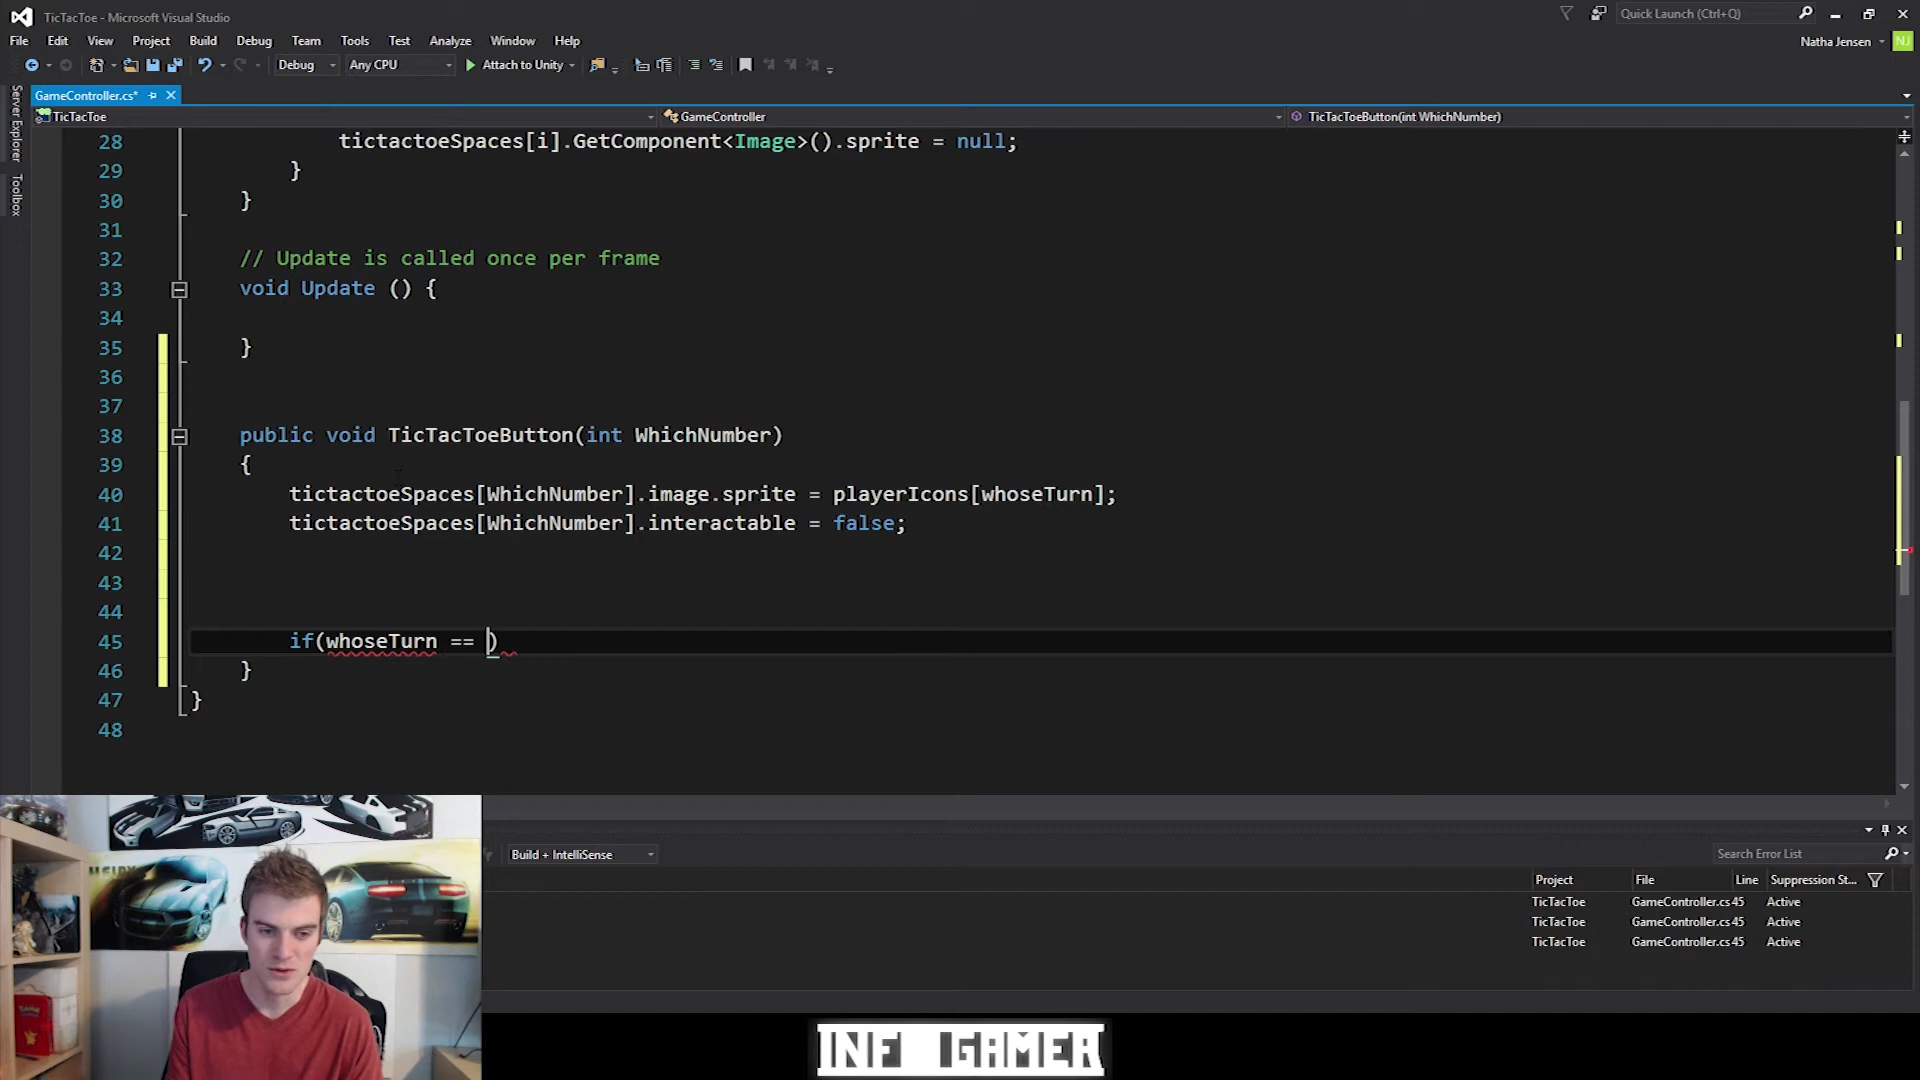 TicTacToe - Microsoft Visual Studio
Quick Launch (Ctrl+Q)
File Edit View Project Build Debug Team Tools Test Analyze Window Help
Natha Jensen
NJ
Debug Any CPU Attach to Unity
Server Explorer
Toolbox
GameController.cs*
TicTacToe GameController TicTacToeButton(int WhichNumber)
28 tictactoeSpaces[i].GetComponent<Image>().sprite = null;
29 }
30 }
31
32 // Update is called once per frame
33 void Update () {
34
35 }
36
37
38 public void TicTacToeButton(int WhichNumber)
39 {
40 tictactoeSpaces[WhichNumber].image.sprite = playerIcons[whoseTurn];
41 tictactoeSpaces[WhichNumber].interactable = false;
42
43
44
45 if(whoseTurn == )
46 }
47 }
48
Build + IntelliSense
Search Error List
Project File Line Suppression St...
TicTacToe GameController.cs 45 Active
TicTacToe GameController.cs 45 Active
TicTacToe GameController.cs 45 Active
INF GAMER